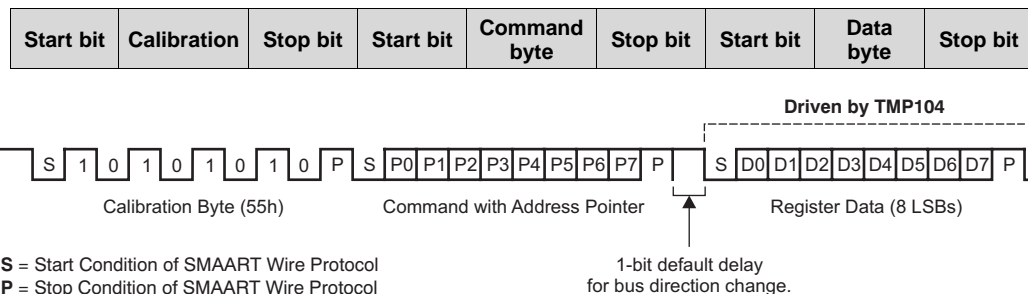 Start bit Calibration Stop bit Start bit Command byte Stop bit Start bit Data byte Stop bit
Driven by TMP104
S 1 0 1 0 1 0 1 0 P S P0 P1 P2 P3 P4 P5 P6 P7 P S D0 D1 D2 D3 D4 D5 D6 D7 P
Calibration Byte (55h) Command with Address Pointer Register Data (8 LSBs)
S = Start Condition of SMAART Wire Protocol
P = Stop Condition of SMAART Wire Protocol
1-bit default delay
for bus direction change.